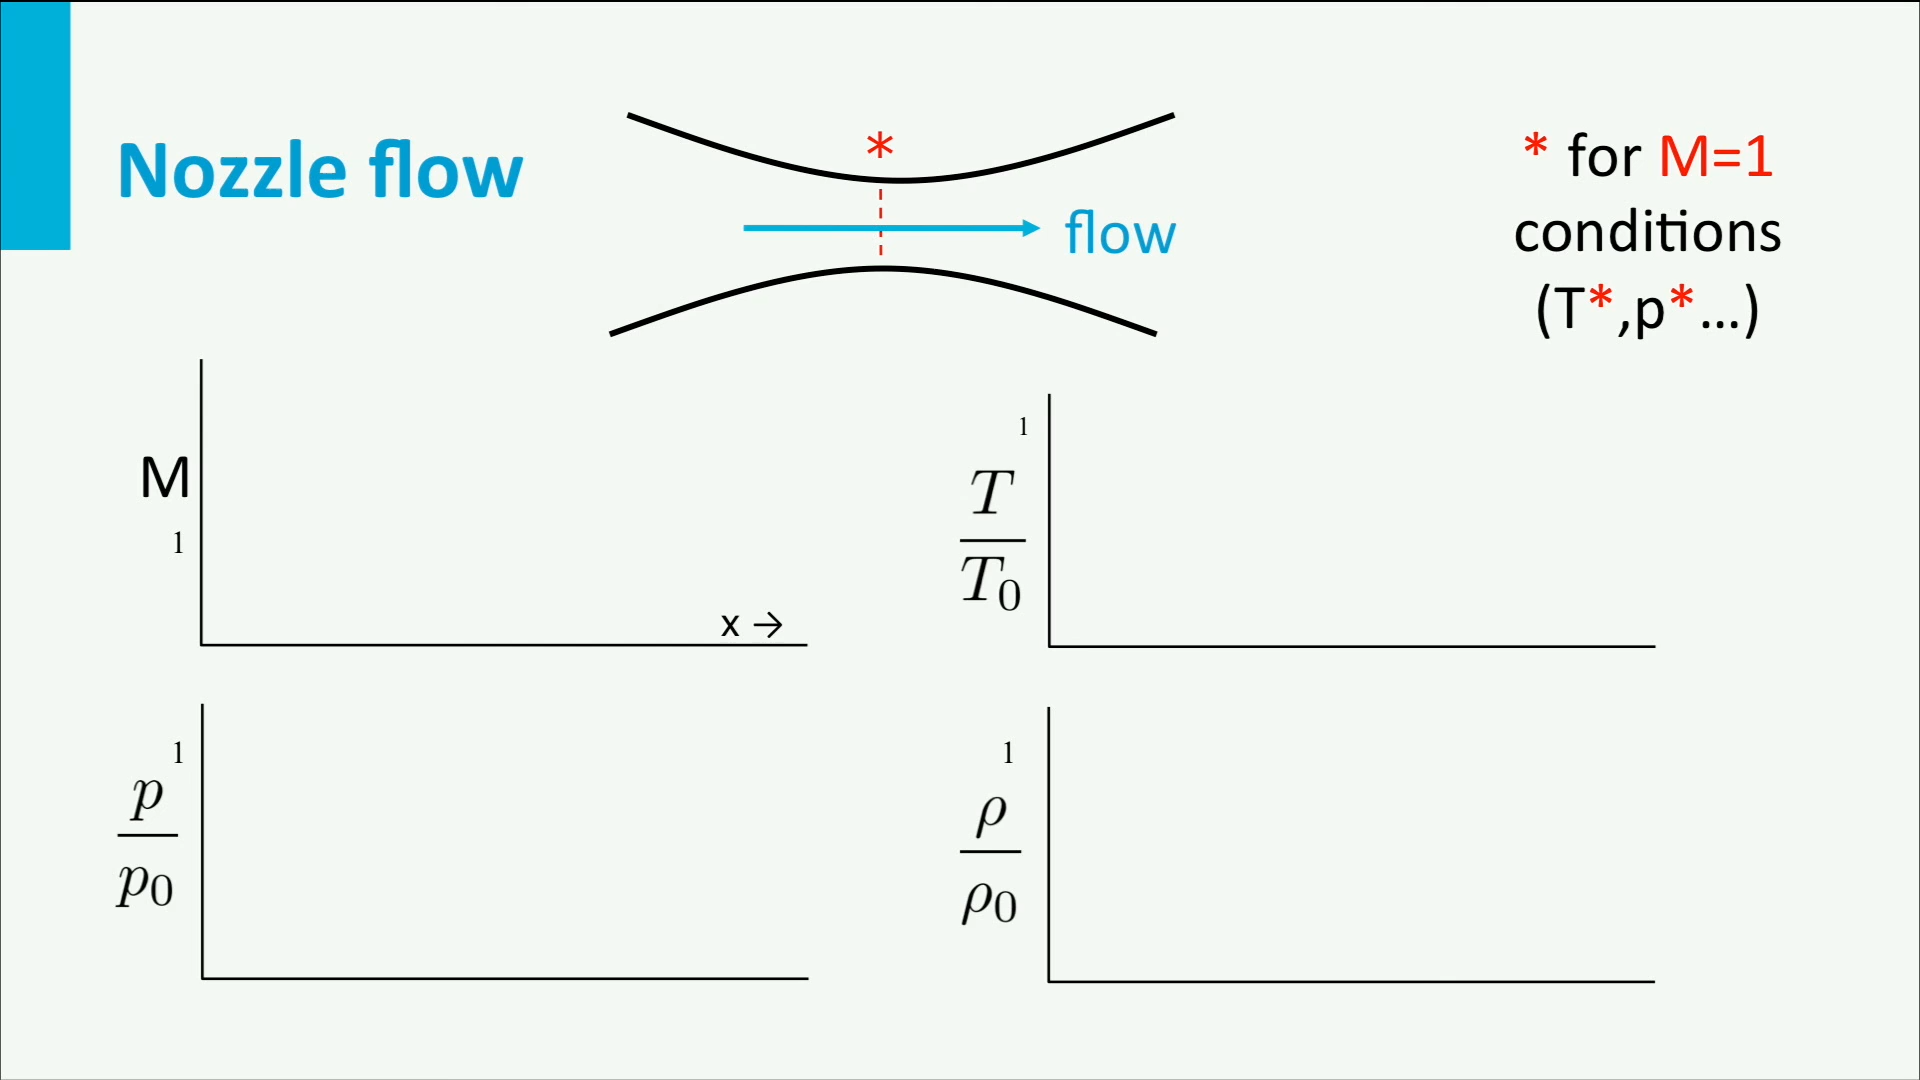 Nozzle flow
*
flow
* for M=1
conditions
(T*,p*...)
M
1
x →
1
T
T0
1
p
p0
1
ρ
ρ0